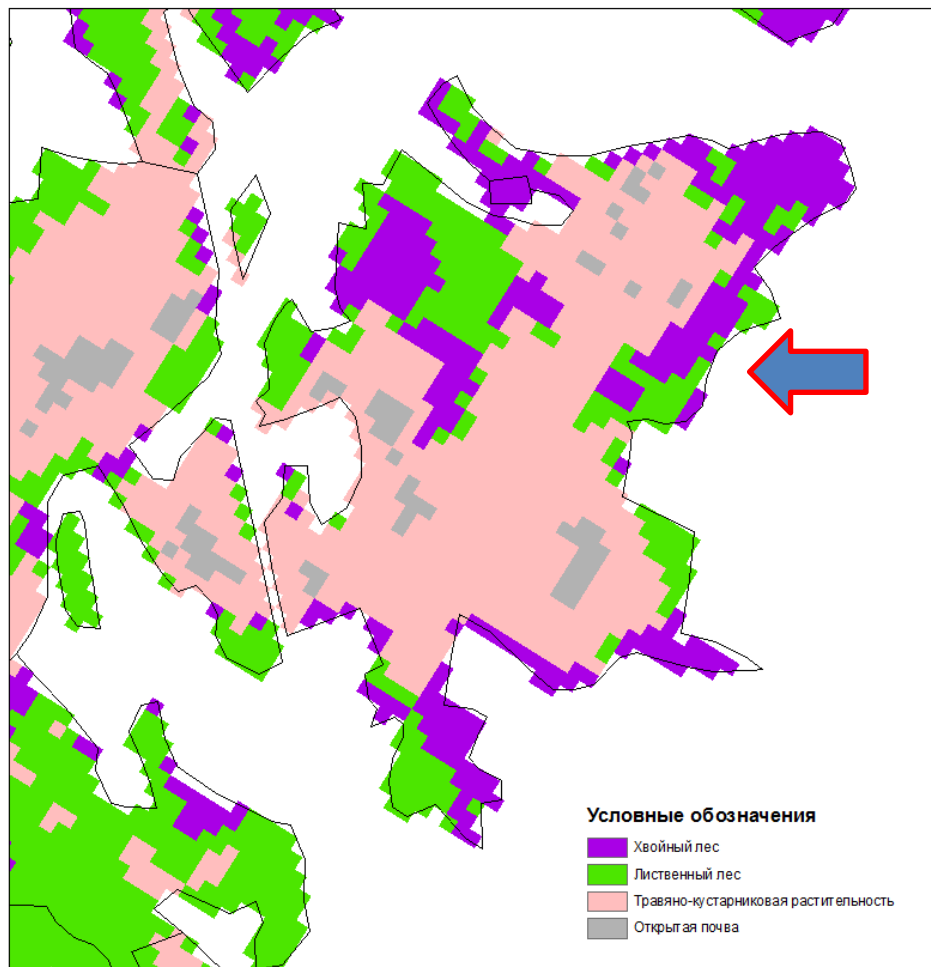 Условные обозначения
Хвойный лес
Лиственный лес
Травяно-кустарниковая растительность
Открытая почва